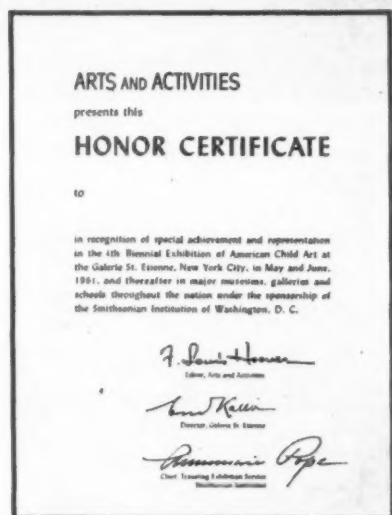 ARTS AND ACTIVITIES
presents this
HONOR CERTIFICATE
to
in recognition of special achievement and representation
in the 4th Biennial Exhibition of American Child Art at
the Galerie St. Etienne, New York City, in May and June,
1961, and thereafter in major museums, galleries and
schools throughout the nation under the sponsorship of
the Smithsonian Institution of Washington, D. C.
F. Louis Hoover
Editor, Arts and Activities
Director, Galerie St. Etienne
Annemarie Pope
Chief, Traveling Exhibition Service
Smithsonian Institution